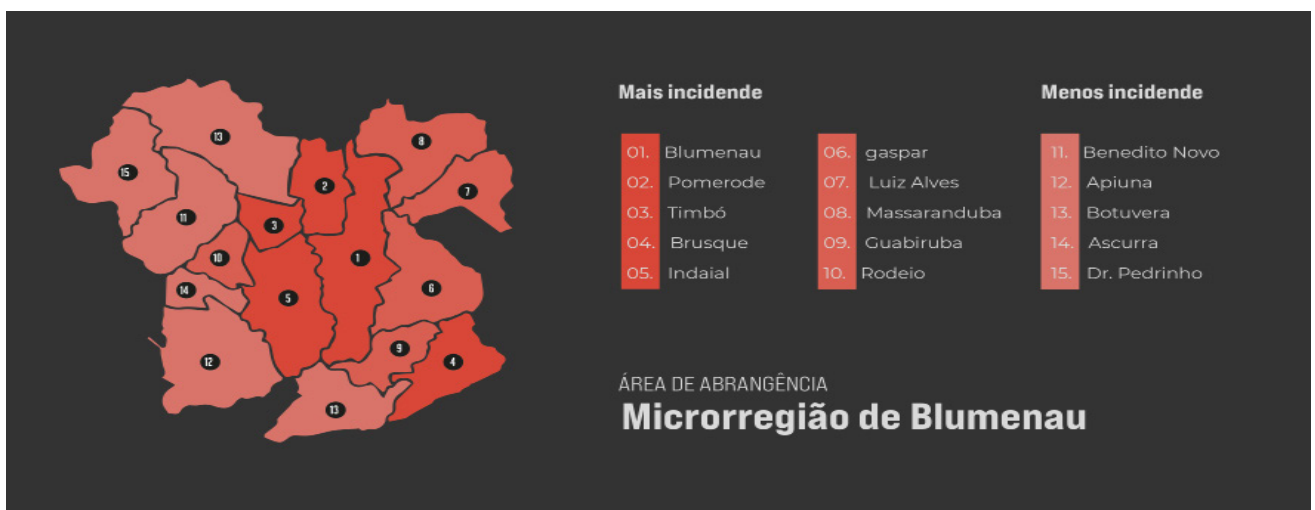 13
8
2
15
7
11
3
10
1
14
5
6
12
9
4
13
Mais incidende
01. Blumenau
02. Pomerode
03. Timbó
04. Brusque
05. Indaial
06. gaspar
07. Luiz Alves
08. Massaranduba
09. Guabiruba
10. Rodeio
Menos incidende
11. Benedito Novo
12. Apiuna
13. Botuvera
14. Ascurra
15. Dr. Pedrinho
ÁREA DE ABRANGÊNCIA
Microrregião de Blumenau